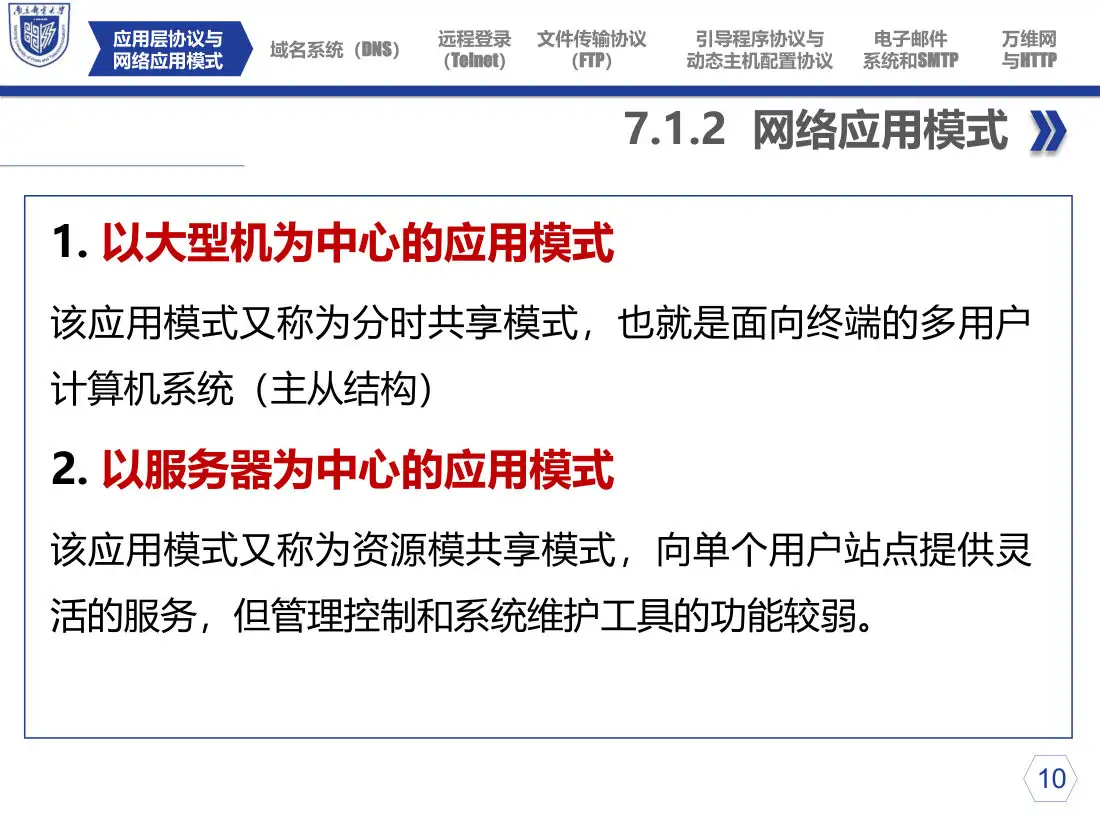 应用层协议与
网络应用模式
域名系统（DNS）
远程登录
（Telnet）
文件传输协议
（FTP）
引导程序协议与
动态主机配置协议
电子邮件
系统和SMTP
万维网
与HTTP
7.1.2 网络应用模式
1. 以大型机为中心的应用模式
该应用模式又称为分时共享模式，也就是面向终端的多用户
计算机系统（主从结构）
2. 以服务器为中心的应用模式
该应用模式又称为资源模共享模式，向单个用户站点提供灵
活的服务，但管理控制和系统维护工具的功能较弱。
10